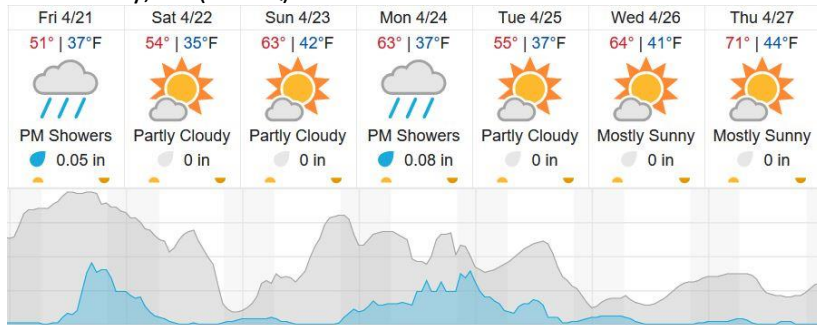 Fri 4/21 Sat 4/22 Sun 4/23 Mon 4/24 Tue 4/25 Wed 4/26 Thu 4/27
51° | 37°F 54° | 35°F 63° | 42°F 63° | 37°F 55° | 37°F 64° | 41°F 71° | 44°F
PM Showers Partly Cloudy Partly Cloudy PM Showers Partly Cloudy Mostly Sunny Mostly Sunny
0.05 in 0 in 0 in 0.08 in 0 in 0 in 0 in